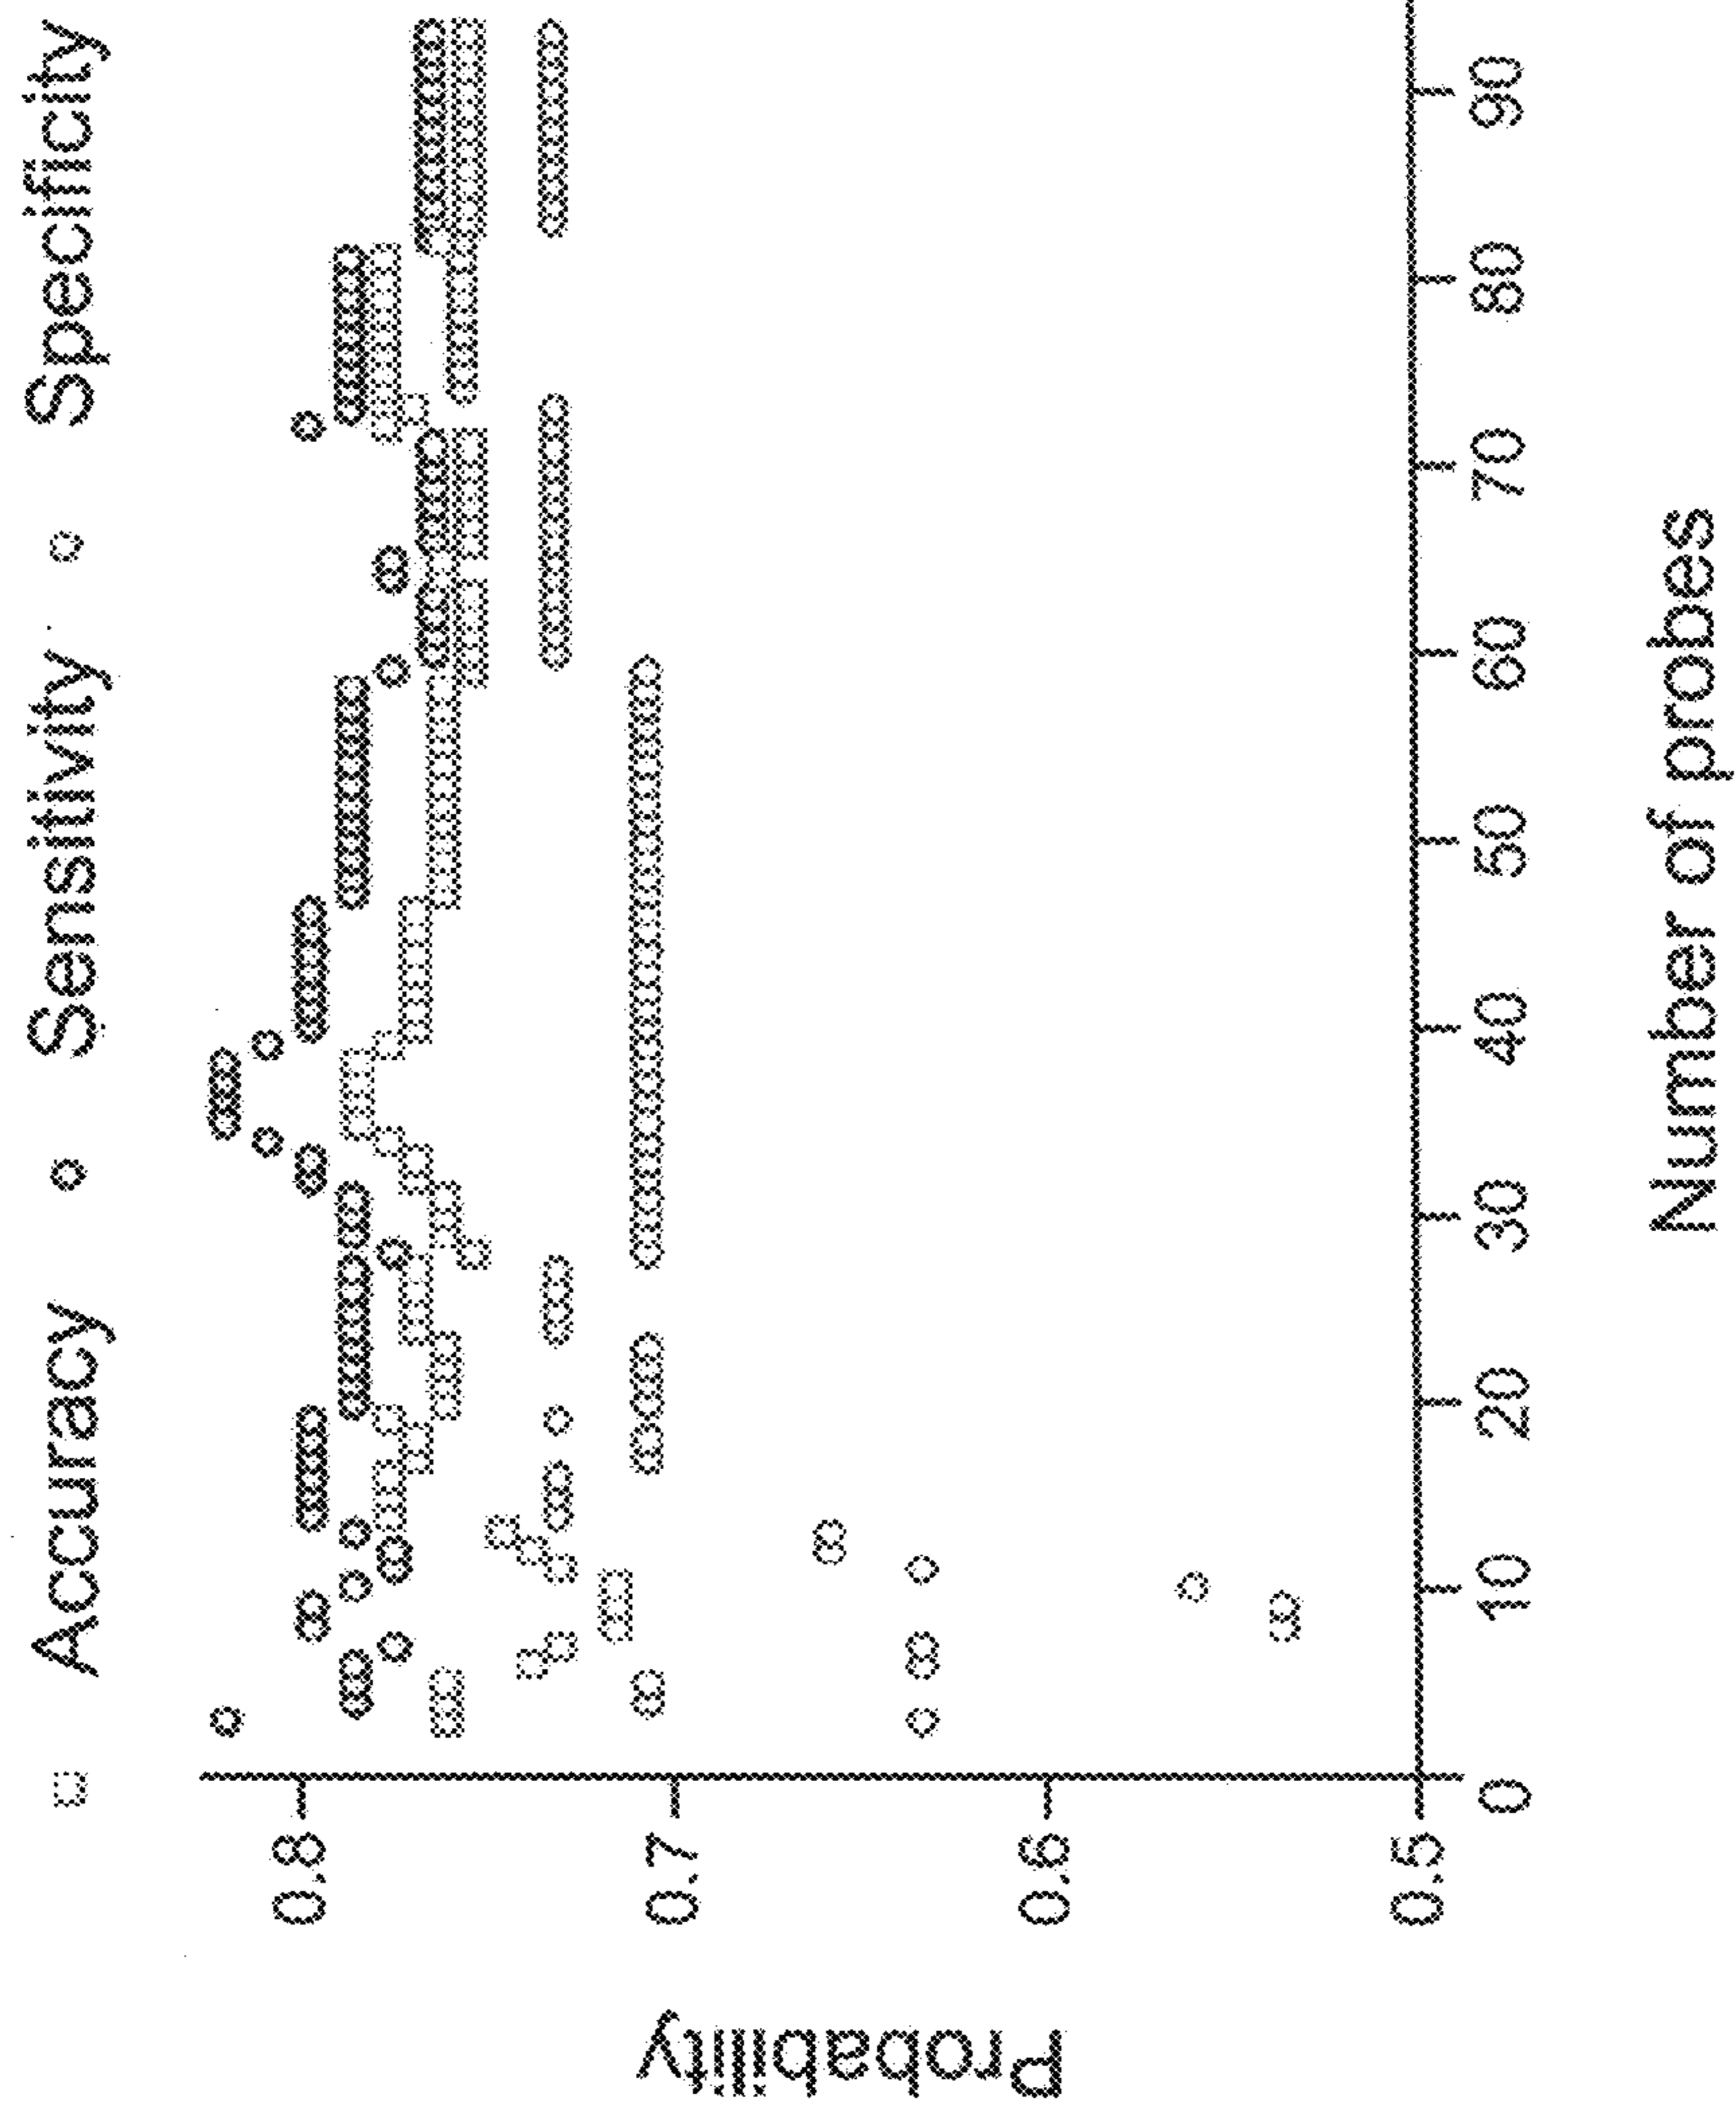 Accuracy Sensitivity Specificity
Probability
0.8
0.7
0.6
0.5
0 10 20 30 40 50 60 70 80 90
Number of probes